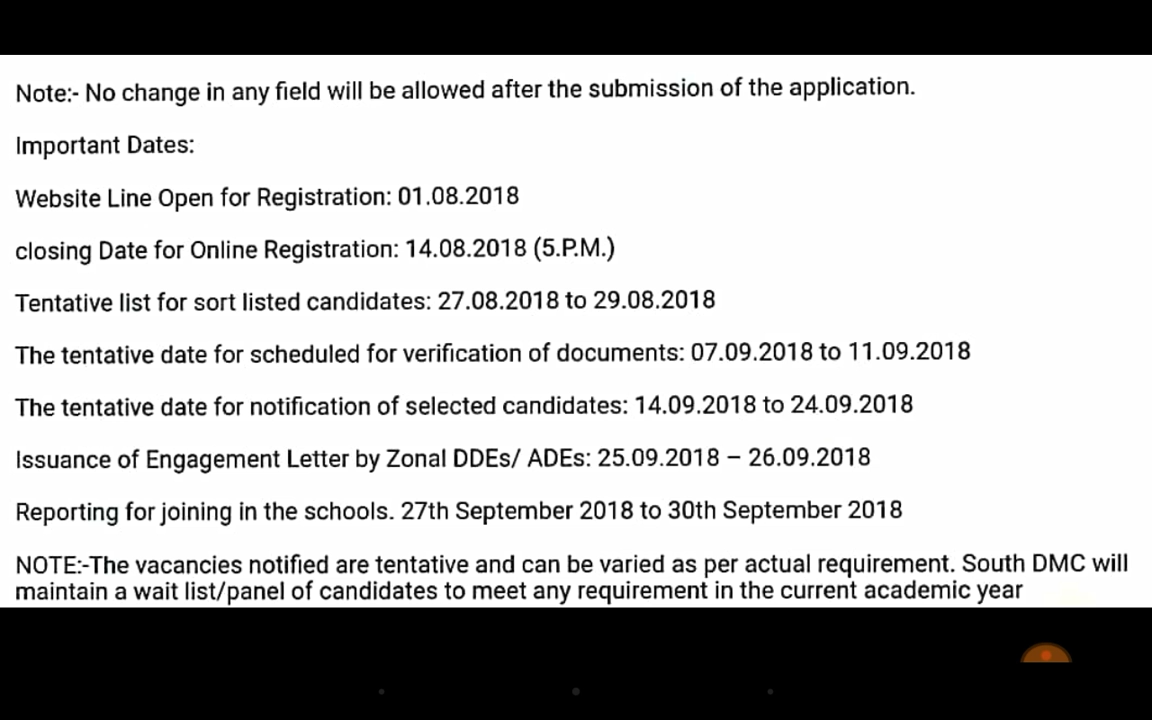 Note:- No change in any field will be allowed after the submission of the application.
Important Dates:
Website Line Open for Registration: 01.08.2018
closing Date for Online Registration: 14.08.2018 (5.P.M.)
Tentative list for sort listed candidates: 27.08.2018 to 29.08.2018
The tentative date for scheduled for verification of documents: 07.09.2018 to 11.09.2018
The tentative date for notification of selected candidates: 14.09.2018 to 24.09.2018
Issuance of Engagement Letter by Zonal DDEs/ ADEs: 25.09.2018 – 26.09.2018
Reporting for joining in the schools. 27th September 2018 to 30th September 2018
NOTE:-The vacancies notified are tentative and can be varied as per actual requirement. South DMC will
maintain a wait list/panel of candidates to meet any requirement in the current academic year